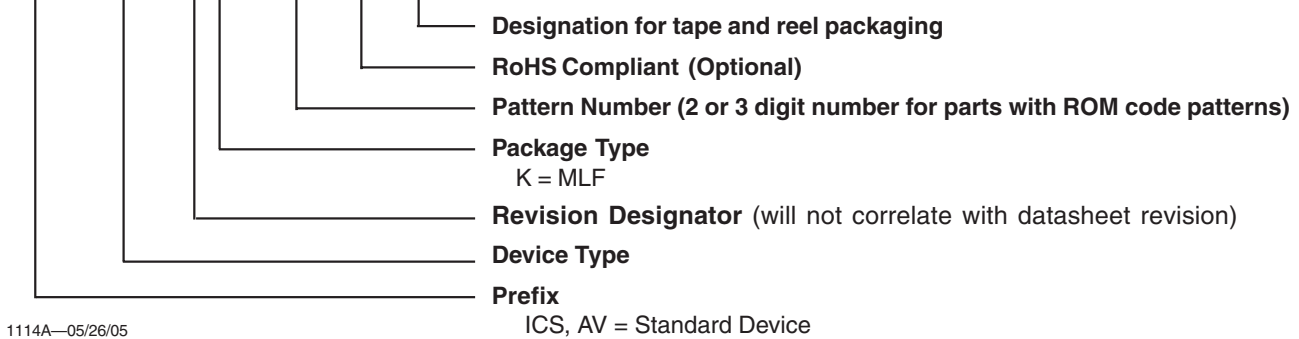 Designation for tape and reel packaging
RoHS Compliant (Optional)
Pattern Number (2 or 3 digit number for parts with ROM code patterns)
Package Type
K = MLF
Revision Designator (will not correlate with datasheet revision)
Device Type
Prefix
ICS, AV = Standard Device
1114A—05/26/05